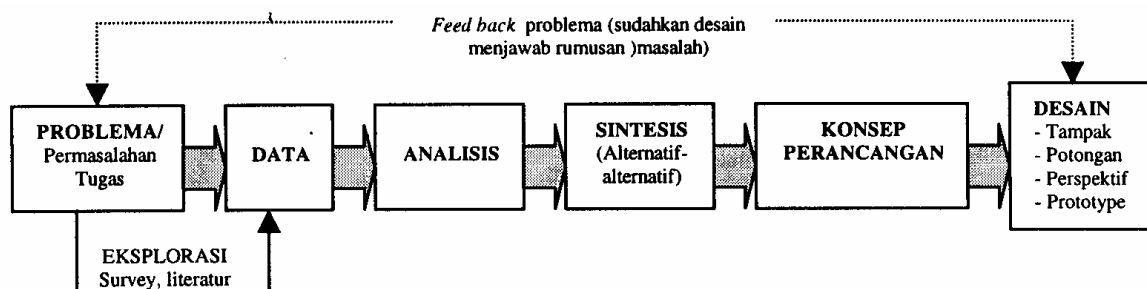 Feed back problema (sudahkan desain
menjawab rumusan )masalah)
PROBLEMA/
Permasalahan
Tugas
DATA
ANALISIS
SINTESIS
(Alternatif-
alternatif)
KONSEP
PERANCANGAN
DESAIN
- Tampak
- Potongan
- Perspektif
- Prototype
EKSPLORASI
Survey, literatur